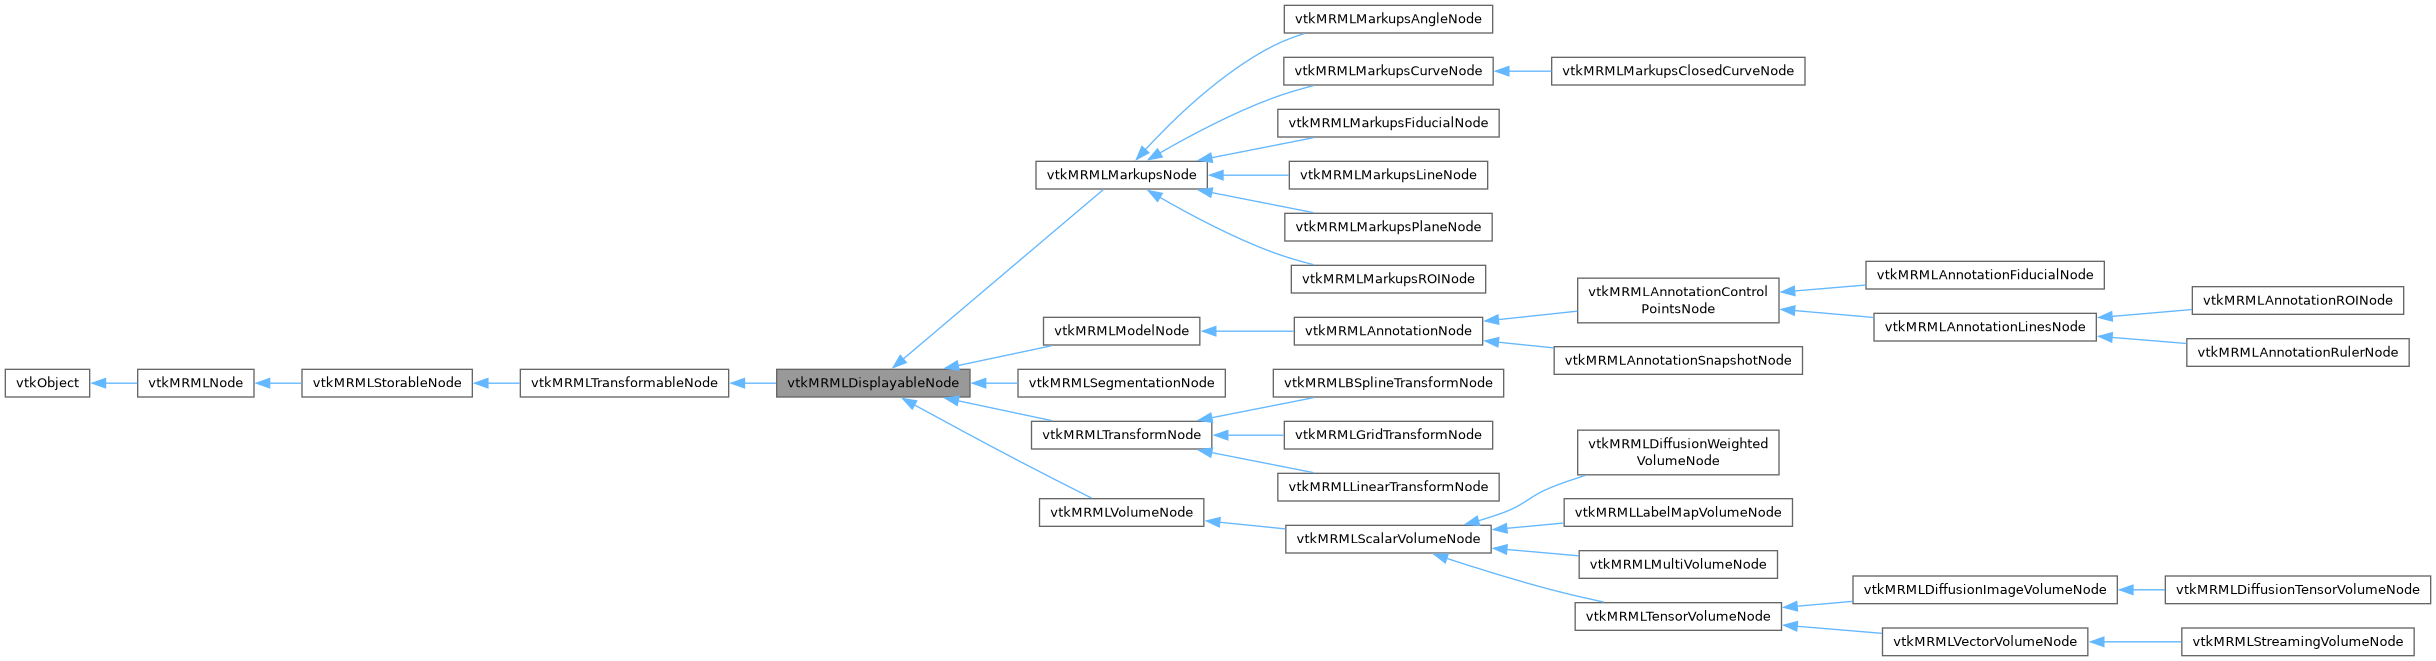 vtkMRMLMarkupsAngleNode
vtkMRMLMarkupsCurveNode
vtkMRMLMarkupsClosedCurveNode
vtkMRMLMarkupsFiducialNode
vtkMRMLMarkupsNode
vtkMRMLMarkupsLineNode
vtkMRMLMarkupsPlaneNode
vtkMRMLMarkupsROINode
vtkMRMLAnnotationControl
PointsNode
vtkMRMLAnnotationFiducialNode
vtkMRMLAnnotationROINode
vtkMRMLModelNode
vtkMRMLAnnotationNode
vtkMRMLAnnotationLinesNode
vtkMRMLAnnotationRulerNode
vtkMRMLAnnotationSnapshotNode
vtkObject
vtkMRMLNode
vtkMRMLStorableNode
vtkMRMLTransformableNode
vtkMRMLDisplayableNode
vtkMRMLSegmentationNode
vtkMRMLBSplineTransformNode
vtkMRMLTransformNode
vtkMRMLGridTransformNode
vtkMRMLLinearTransformNode
vtkMRMLDiffusionWeighted
VolumeNode
vtkMRMLVolumeNode
vtkMRMLScalarVolumeNode
vtkMRMLLabelMapVolumeNode
vtkMRMLMultiVolumeNode
vtkMRMLTensorVolumeNode
vtkMRMLDiffusionImageVolumeNode
vtkMRMLDiffusionTensorVolumeNode
vtkMRMLVectorVolumeNode
vtkMRMLStreamingVolumeNode